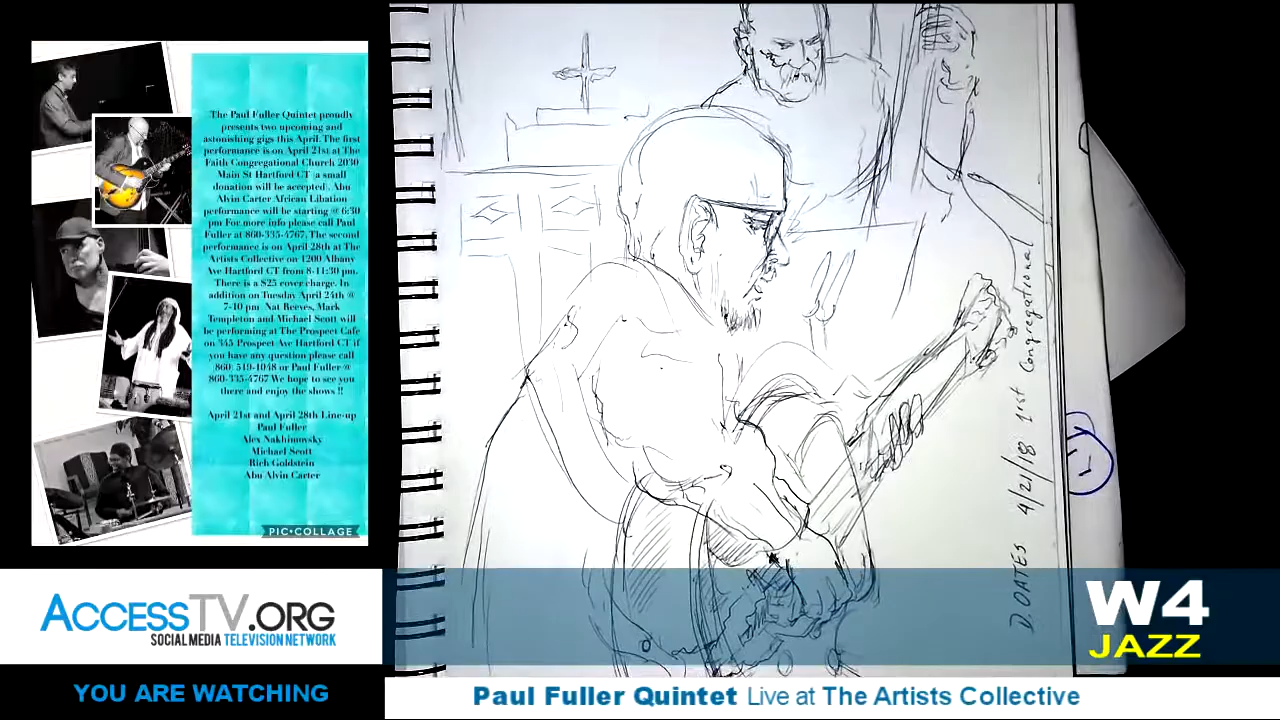 The Paul Fuller Quintet proudly
presents two upcoming and
astonishing gigs this April. The first
performance is on April 21st at The
Faith Congregational Church 2030
Main St Hartford CT (a small
donation will be accepted). Abu
Alvin Carter African Libation
performance will be starting @ 6:30
pm For more info please call Paul
Fuller at 860-335-4767. The second
performance is on April 28th at The
Artists Collective on 1200 Albany
Ave Hartford CT from 8-11:30 pm.
There is a $25 cover charge. In
addition on Tuesday April 24th @
7-10 pm Nat Reeves, Mark
Templeton and Michael Scott will
be performing at The Prospect Cafe
on 345 Prospect Ave Hartford CT if
you have any question please call
(860) 519-1048 or Paul Fuller @
860-335-4767 We hope to see you
there and enjoy the shows !!
April 21st and April 28th Line-up
Paul Fuller
Alex Nakhimovsky
Michael Scott
Rich Goldstein
Abu Alvin Carter
PIC•COLLAGE
D OATES 4/21/18 21st Congregational
ACCESSTV.ORG
SOCIAL MEDIA TELEVISION NETWORK
W4
JAZZ
YOU ARE WATCHING
Paul Fuller Quintet Live at The Artists Collective